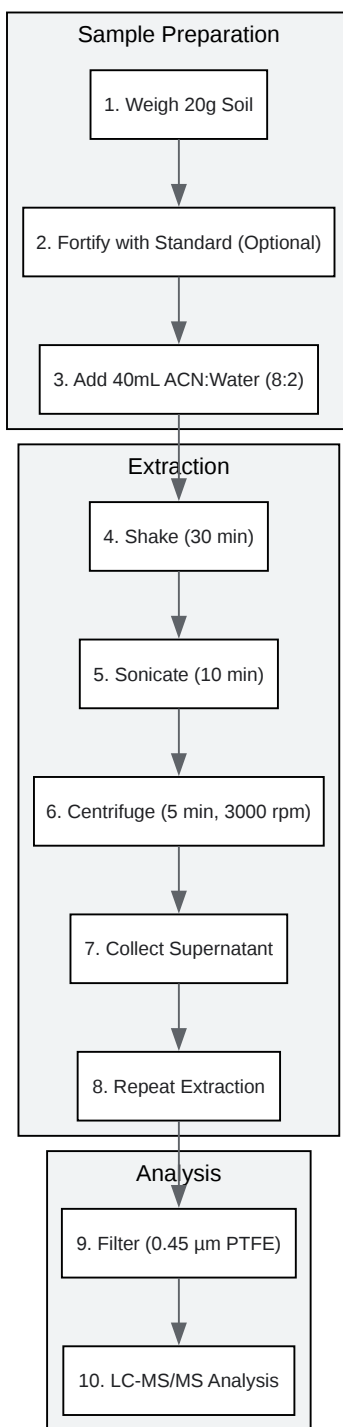 Sample Preparation
1. Weigh 20g Soil
2. Fortify with Standard (Optional)
3. Add 40mL ACN:Water (8:2)
Extraction
4. Shake (30 min)
5. Sonicate (10 min)
6. Centrifuge (5 min, 3000 rpm)
7. Collect Supernatant
8. Repeat Extraction
Analysis
9. Filter (0.45 µm PTFE)
10. LC-MS/MS Analysis